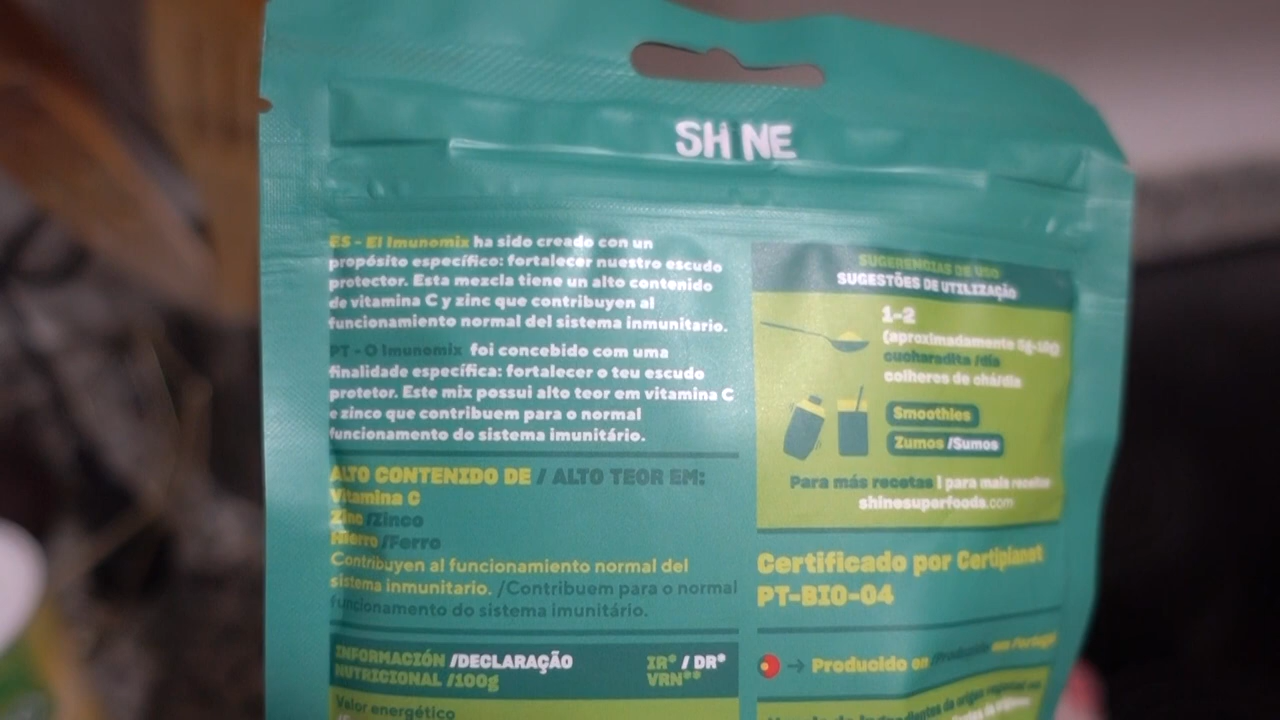 SHINE
ES - El Imunomix ha sido creado con un
propósito específico: fortalecer nuestro escudo
protector. Esta mezcla tiene un alto contenido
de vitamina C y zinc que contribuyen al
funcionamiento normal del sistema inmunitario.
PT - O Imunomix foi concebido com uma
finalidade específica: fortalecer o teu escudo
protetor. Este mix possui alto teor em vitamina C
e zinco que contribuem para o normal
funcionamento do sistema imunitário.
ALTO CONTENIDO DE / ALTO TEOR EM:
Vitamina C
Zinc /Zinco
Hierro /Ferro
Contribuyen al funcionamiento normal del
sistema inmunitario. /Contribuem para o normal
funcionamento do sistema imunitário.
INFORMACIÓN /DECLARAÇÃO IR* / DR*
NUTRICIONAL /100g VRN**
Valor energético
SUGERENCIAS DE USO
SUGESTÕES DE UTILIZAÇÃO
1-2
(aproximadamente 5g-10g)
cucharadita /día
colheres de chá/dia
Smoothies
Zumos /Sumos
Para más recetas | para mais receitas
shinesuperfoods.com
Certificado por Certiplanet
PT-BIO-04
Producido en /Produzido em Portugal